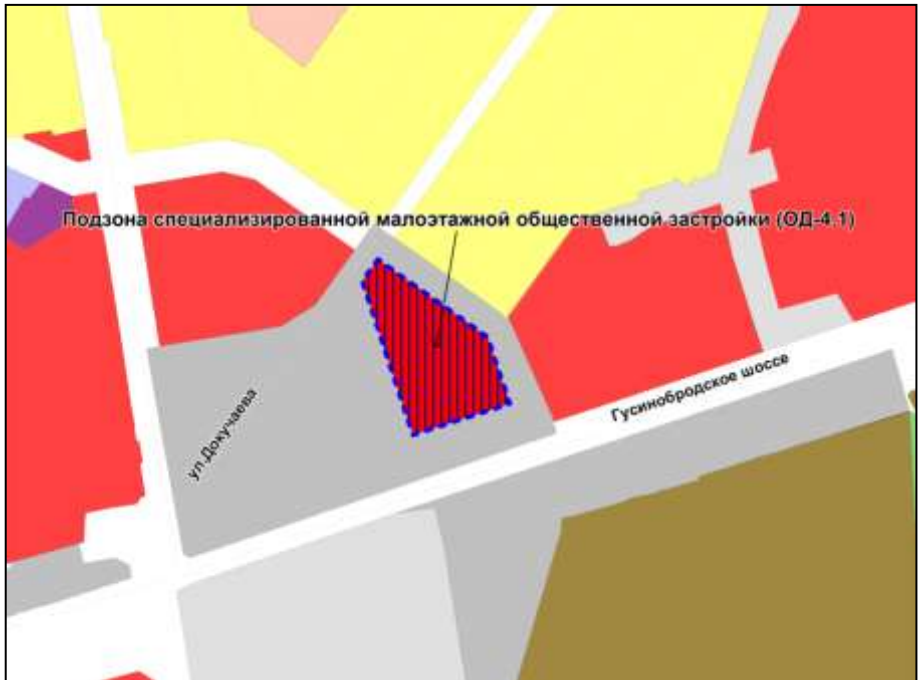 Подзона специализированной малоэтажной общественной застройки (ОД-4.1)
Гусинобродское шоссе
ул.Докучаева